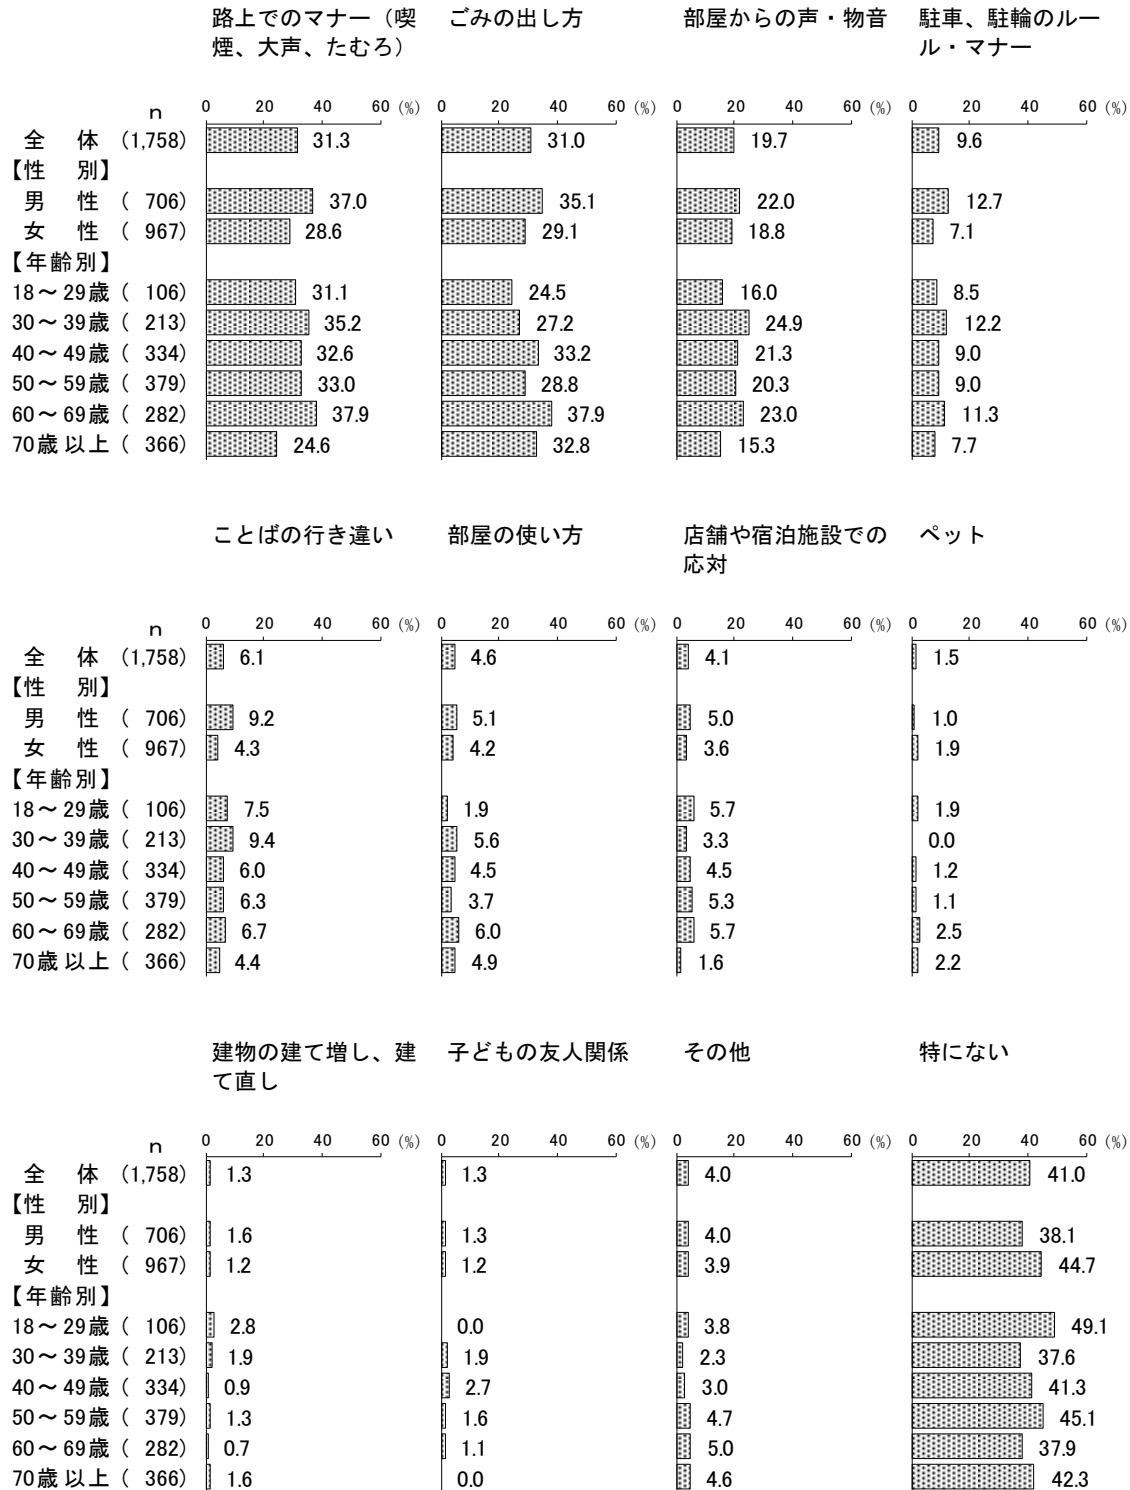 路上でのマナー（喫 ごみの出し方 部屋からの声・物音 駐車、駐輪のルー
煙、大声、たむろ） ル・マナー
n 0 20 40 60 (%) 0 20 40 60 (%) 0 20 40 60 (%) 0 20 40 60 (%)
全 体 (1,758) 31.3 31.0 19.7 9.6
【性 別】
男 性 ( 706) 37.0 35.1 22.0 12.7
女 性 ( 967) 28.6 29.1 18.8 7.1
【年齢別】
18～29歳 ( 106) 31.1 24.5 16.0 8.5
30～39歳 ( 213) 35.2 27.2 24.9 12.2
40～49歳 ( 334) 32.6 33.2 21.3 9.0
50～59歳 ( 379) 33.0 28.8 20.3 9.0
60～69歳 ( 282) 37.9 37.9 23.0 11.3
70歳以上 ( 366) 24.6 32.8 15.3 7.7
ことばの行き違い 部屋の使い方 店舗や宿泊施設での ペット
応対
n 0 20 40 60 (%) 0 20 40 60 (%) 0 20 40 60 (%) 0 20 40 60 (%)
全 体 (1,758) 6.1 4.6 4.1 1.5
【性 別】
男 性 ( 706) 9.2 5.1 5.0 1.0
女 性 ( 967) 4.3 4.2 3.6 1.9
【年齢別】
18～29歳 ( 106) 7.5 1.9 5.7 1.9
30～39歳 ( 213) 9.4 5.6 3.3 0.0
40～49歳 ( 334) 6.0 4.5 4.5 1.2
50～59歳 ( 379) 6.3 3.7 5.3 1.1
60～69歳 ( 282) 6.7 6.0 5.7 2.5
70歳以上 ( 366) 4.4 4.9 1.6 2.2
建物の建て増し、建 子どもの友人関係 その他 特にない
て直し
n 0 20 40 60 (%) 0 20 40 60 (%) 0 20 40 60 (%) 0 20 40 60 (%)
全 体 (1,758) 1.3 1.3 4.0 41.0
【性 別】
男 性 ( 706) 1.6 1.3 4.0 38.1
女 性 ( 967) 1.2 1.2 3.9 44.7
【年齢別】
18～29歳 ( 106) 2.8 0.0 3.8 49.1
30～39歳 ( 213) 1.9 1.9 2.3 37.6
40～49歳 ( 334) 0.9 2.7 3.0 41.3
50～59歳 ( 379) 1.3 1.6 4.7 45.1
60～69歳 ( 282) 0.7 1.1 5.0 37.9
70歳以上 ( 366) 1.6 0.0 4.6 42.3